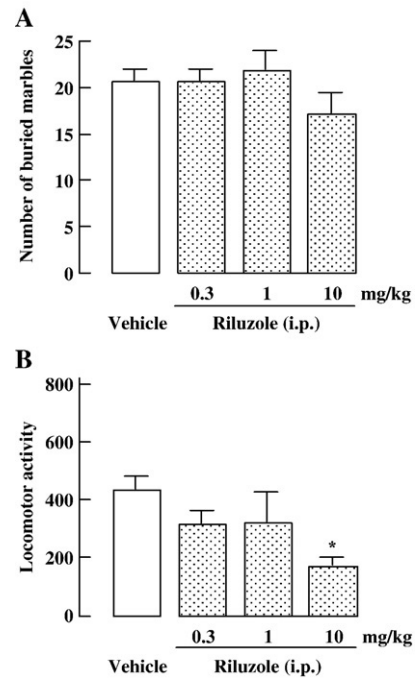 A
Number of buried marbles
25
20
15
10
5
0
0.3 1 10 mg/kg
Vehicle Riluzole (i.p.)
B
Locomotor activity
800
600
400
200
0
*
0.3 1 10 mg/kg
Vehicle Riluzole (i.p.)